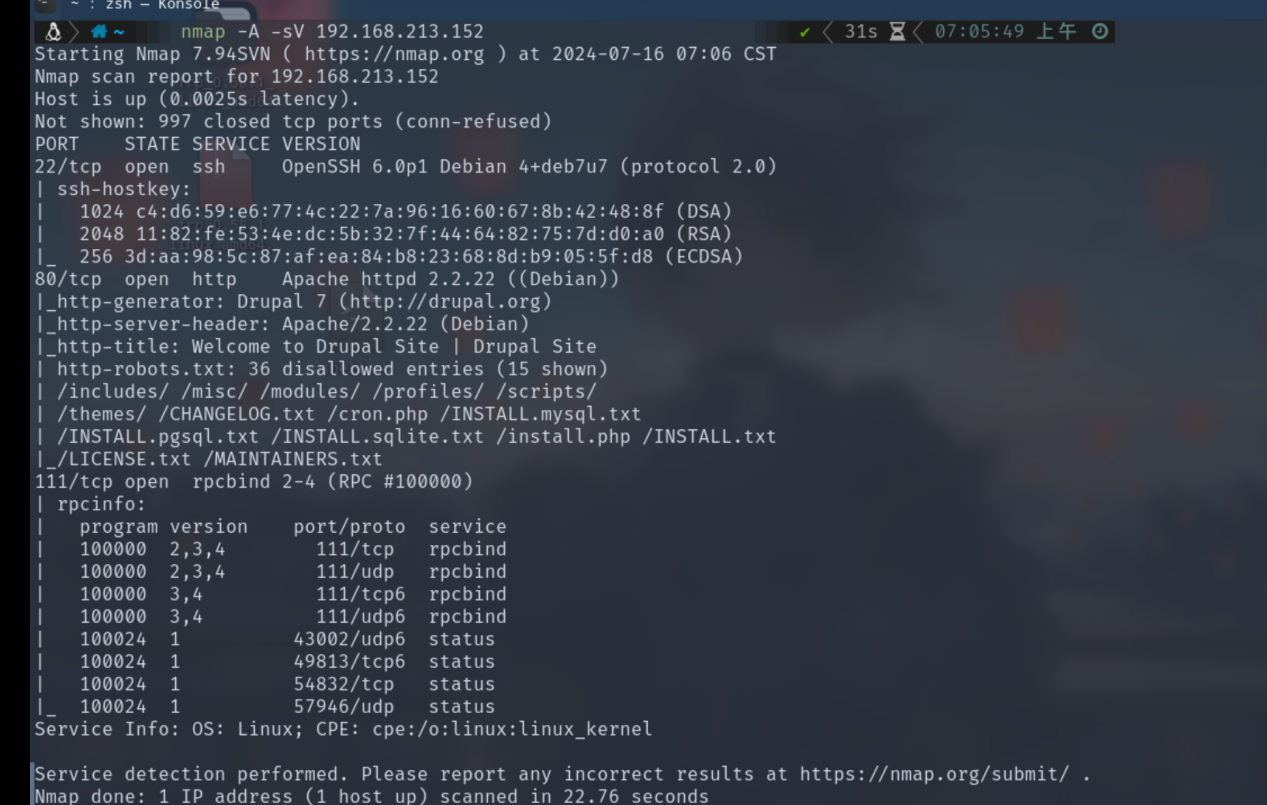 ~ : zsh — Konsole
~ nmap -A -sV 192.168.213.152 ✔ 31s 07:05:49 上午
Starting Nmap 7.94SVN ( https://nmap.org ) at 2024-07-16 07:06 CST
Nmap scan report for 192.168.213.152
Host is up (0.0025s latency).
Not shown: 997 closed tcp ports (conn-refused)
PORT    STATE SERVICE VERSION
22/tcp  open  ssh     OpenSSH 6.0p1 Debian 4+deb7u7 (protocol 2.0)
| ssh-hostkey:
|   1024 c4:d6:59:e6:77:4c:22:7a:96:16:60:67:8b:42:48:8f (DSA)
|   2048 11:82:fe:53:4e:dc:5b:32:7f:44:64:82:75:7d:d0:a0 (RSA)
|_  256 3d:aa:98:5c:87:af:ea:84:b8:23:68:8d:b9:05:5f:d8 (ECDSA)
80/tcp  open  http    Apache httpd 2.2.22 ((Debian))
|_http-generator: Drupal 7 (http://drupal.org)
|_http-server-header: Apache/2.2.22 (Debian)
|_http-title: Welcome to Drupal Site | Drupal Site
| http-robots.txt: 36 disallowed entries (15 shown)
| /includes/ /misc/ /modules/ /profiles/ /scripts/
| /themes/ /CHANGELOG.txt /cron.php /INSTALL.mysql.txt
| /INSTALL.pgsql.txt /INSTALL.sqlite.txt /install.php /INSTALL.txt
|_/LICENSE.txt /MAINTAINERS.txt
111/tcp open  rpcbind 2-4 (RPC #100000)
| rpcinfo:
|   program version    port/proto  service
|   100000  2,3,4        111/tcp   rpcbind
|   100000  2,3,4        111/udp   rpcbind
|   100000  3,4          111/tcp6  rpcbind
|   100000  3,4          111/udp6  rpcbind
|   100024  1          43002/udp6  status
|   100024  1          49813/tcp6  status
|   100024  1          54832/tcp   status
|_  100024  1          57946/udp   status
Service Info: OS: Linux; CPE: cpe:/o:linux:linux_kernel
Service detection performed. Please report any incorrect results at https://nmap.org/submit/ .
Nmap done: 1 IP address (1 host up) scanned in 22.76 seconds